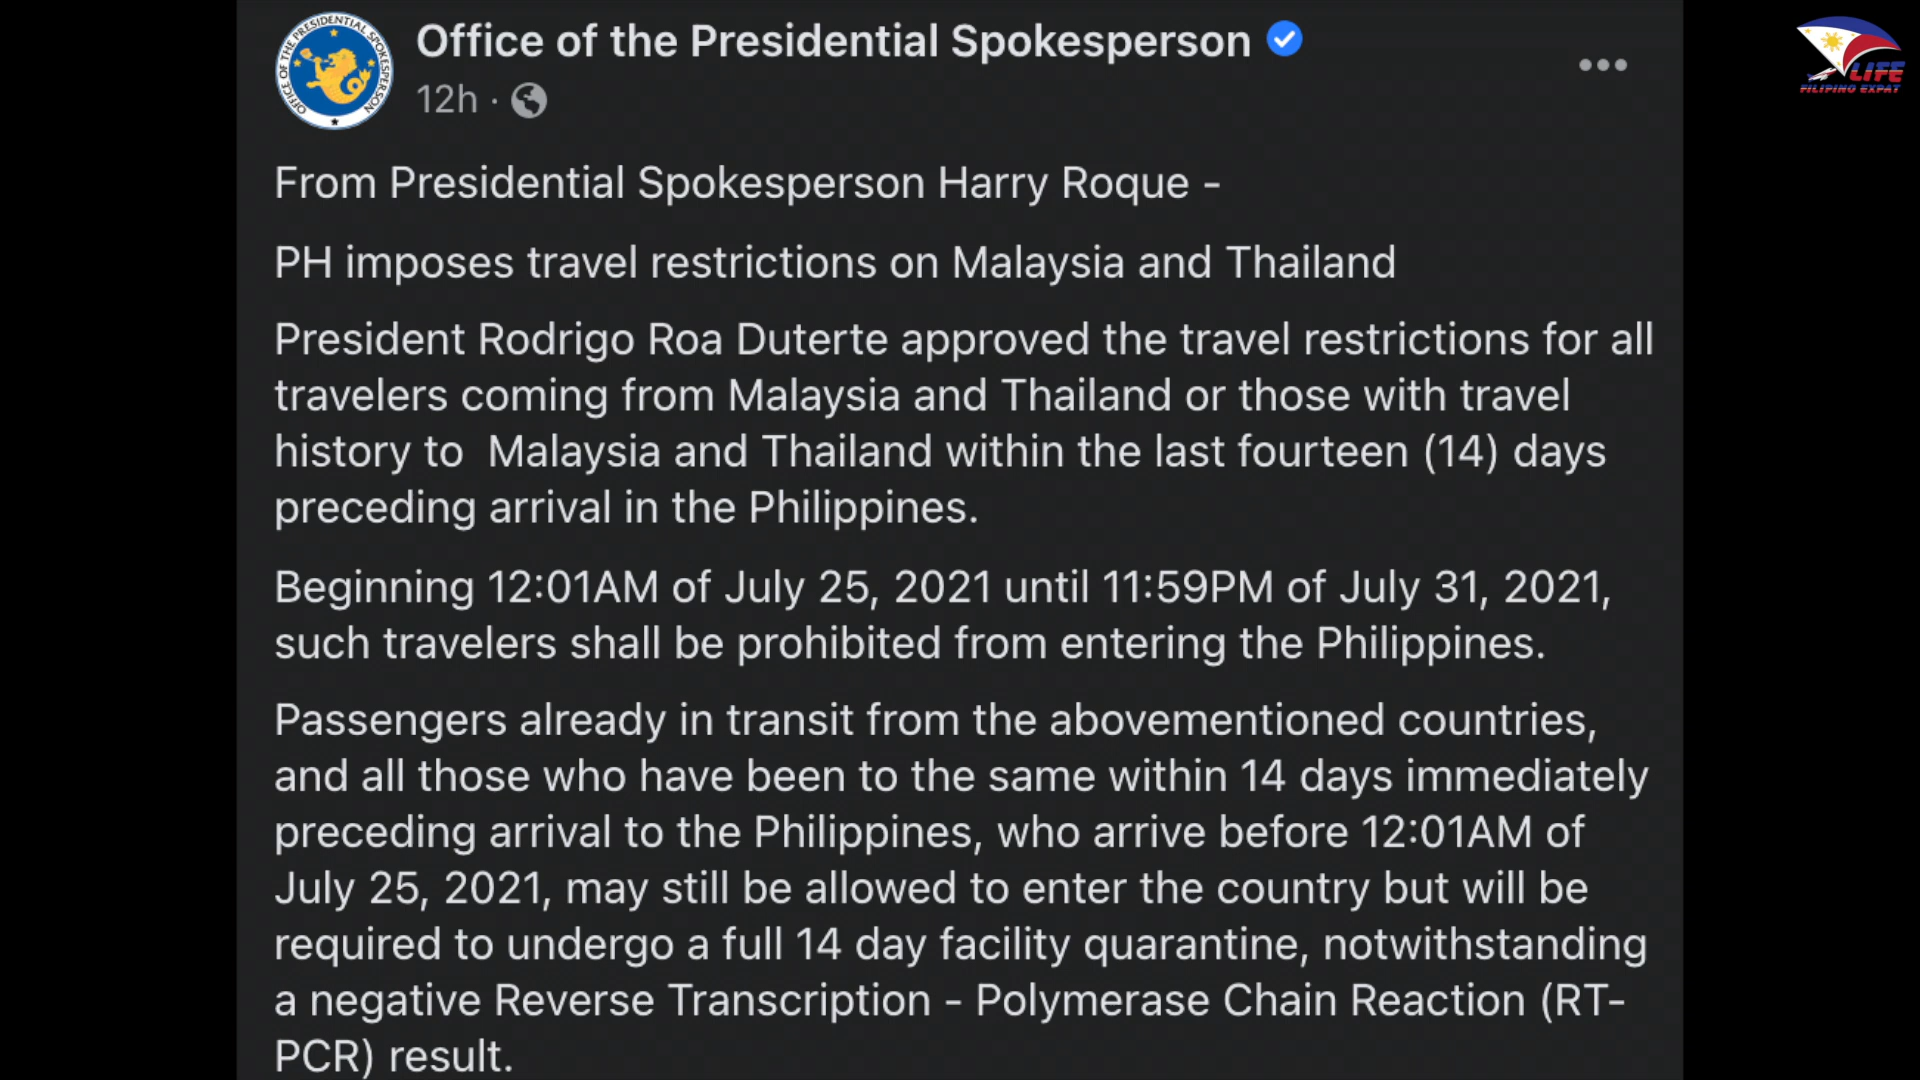 OFFICE OF THE PRESIDENTIAL SPOKESPERSON
Office of the Presidential Spokesperson
12h ·
LIFE
FILIPINO EXPAT
From Presidential Spokesperson Harry Roque -
PH imposes travel restrictions on Malaysia and Thailand
President Rodrigo Roa Duterte approved the travel restrictions for all
travelers coming from Malaysia and Thailand or those with travel
history to  Malaysia and Thailand within the last fourteen (14) days
preceding arrival in the Philippines.
Beginning 12:01AM of July 25, 2021 until 11:59PM of July 31, 2021,
such travelers shall be prohibited from entering the Philippines.
Passengers already in transit from the abovementioned countries,
and all those who have been to the same within 14 days immediately
preceding arrival to the Philippines, who arrive before 12:01AM of
July 25, 2021, may still be allowed to enter the country but will be
required to undergo a full 14 day facility quarantine, notwithstanding
a negative Reverse Transcription - Polymerase Chain Reaction (RT-
PCR) result.